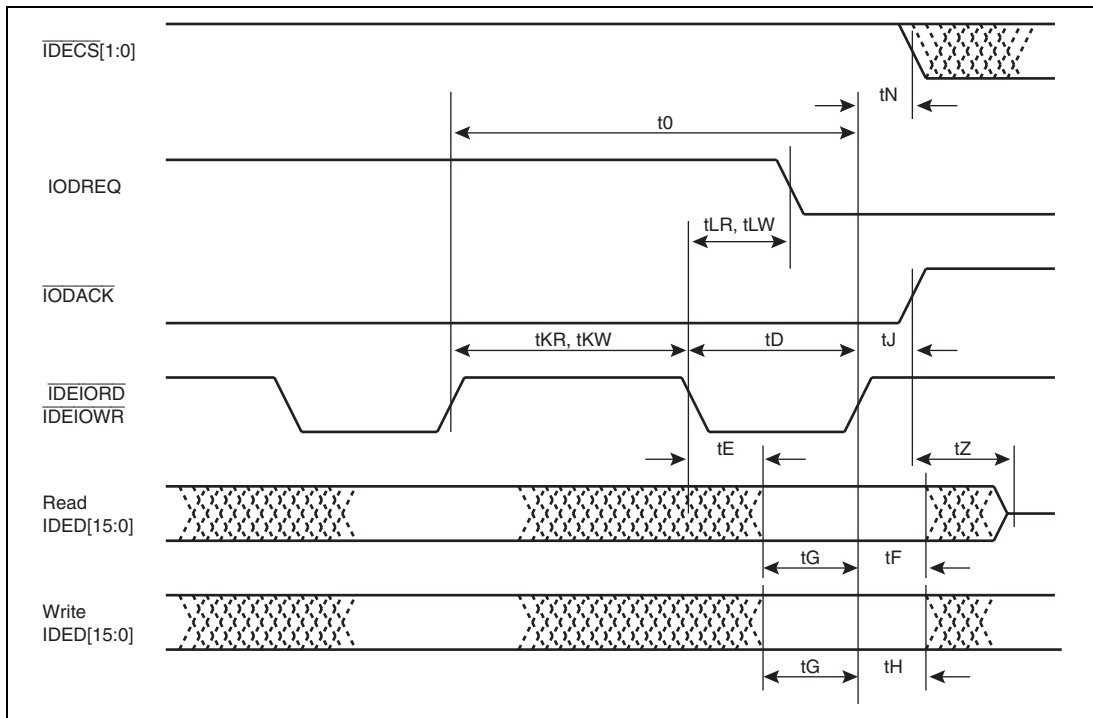 IDECS[1:0]
tN
t0
IODREQ
tLR, tLW
IODACK
tKR, tKW
tD
tJ
IDEIORD
IDEIOWR
tE
tZ
Read
IDED[15:0]
tG
tF
Write
IDED[15:0]
tG
tH